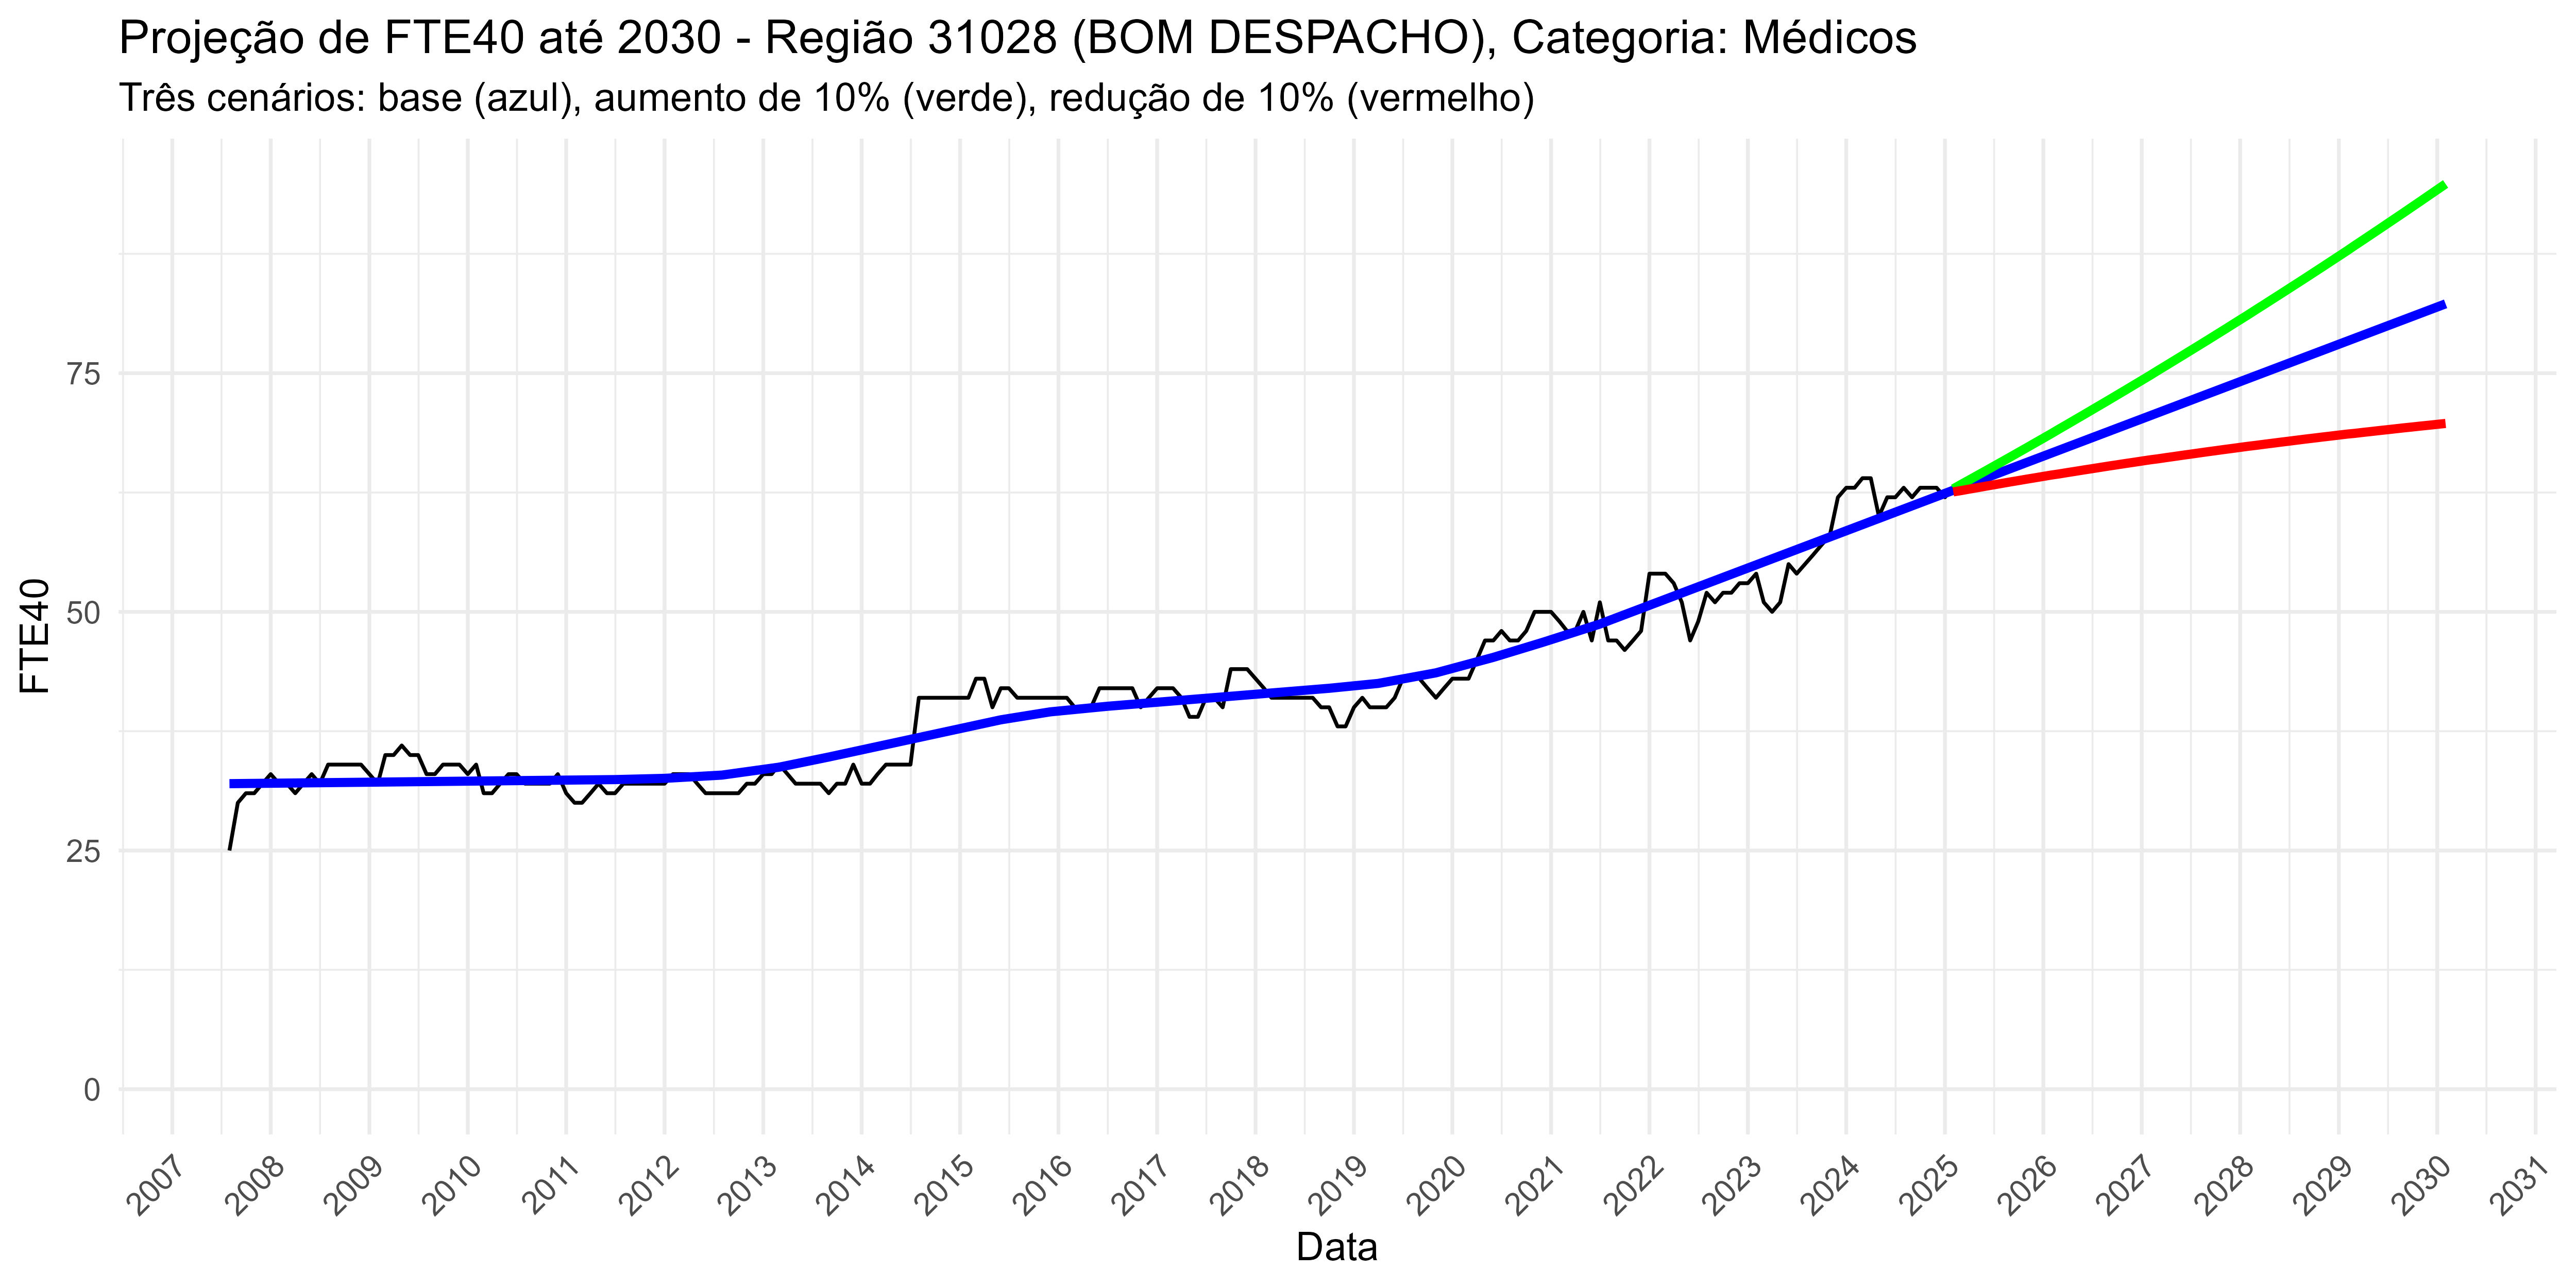 Projeção de FTE40 até 2030 - Região 31028 (BOM DESPACHO), Categoria: Médicos
Três cenários: base (azul), aumento de 10% (verde), redução de 10% (vermelho)
75
50
25
0
FTE40
2007 2008 2009 2010 2011 2012 2013 2014 2015 2016 2017 2018 2019 2020 2021 2022 2023 2024 2025 2026 2027 2028 2029 2030 2031
Data